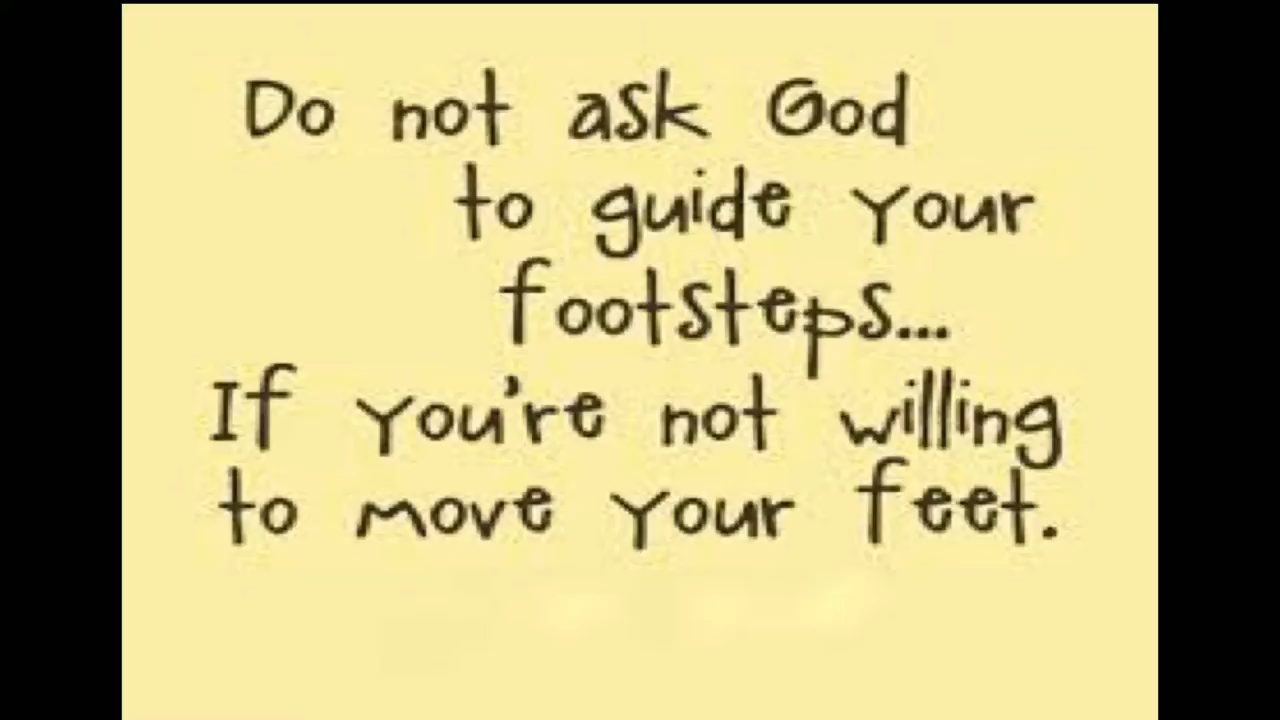 Do not ask God
to guide your
footsteps...
If you're not willing
to move your feet.